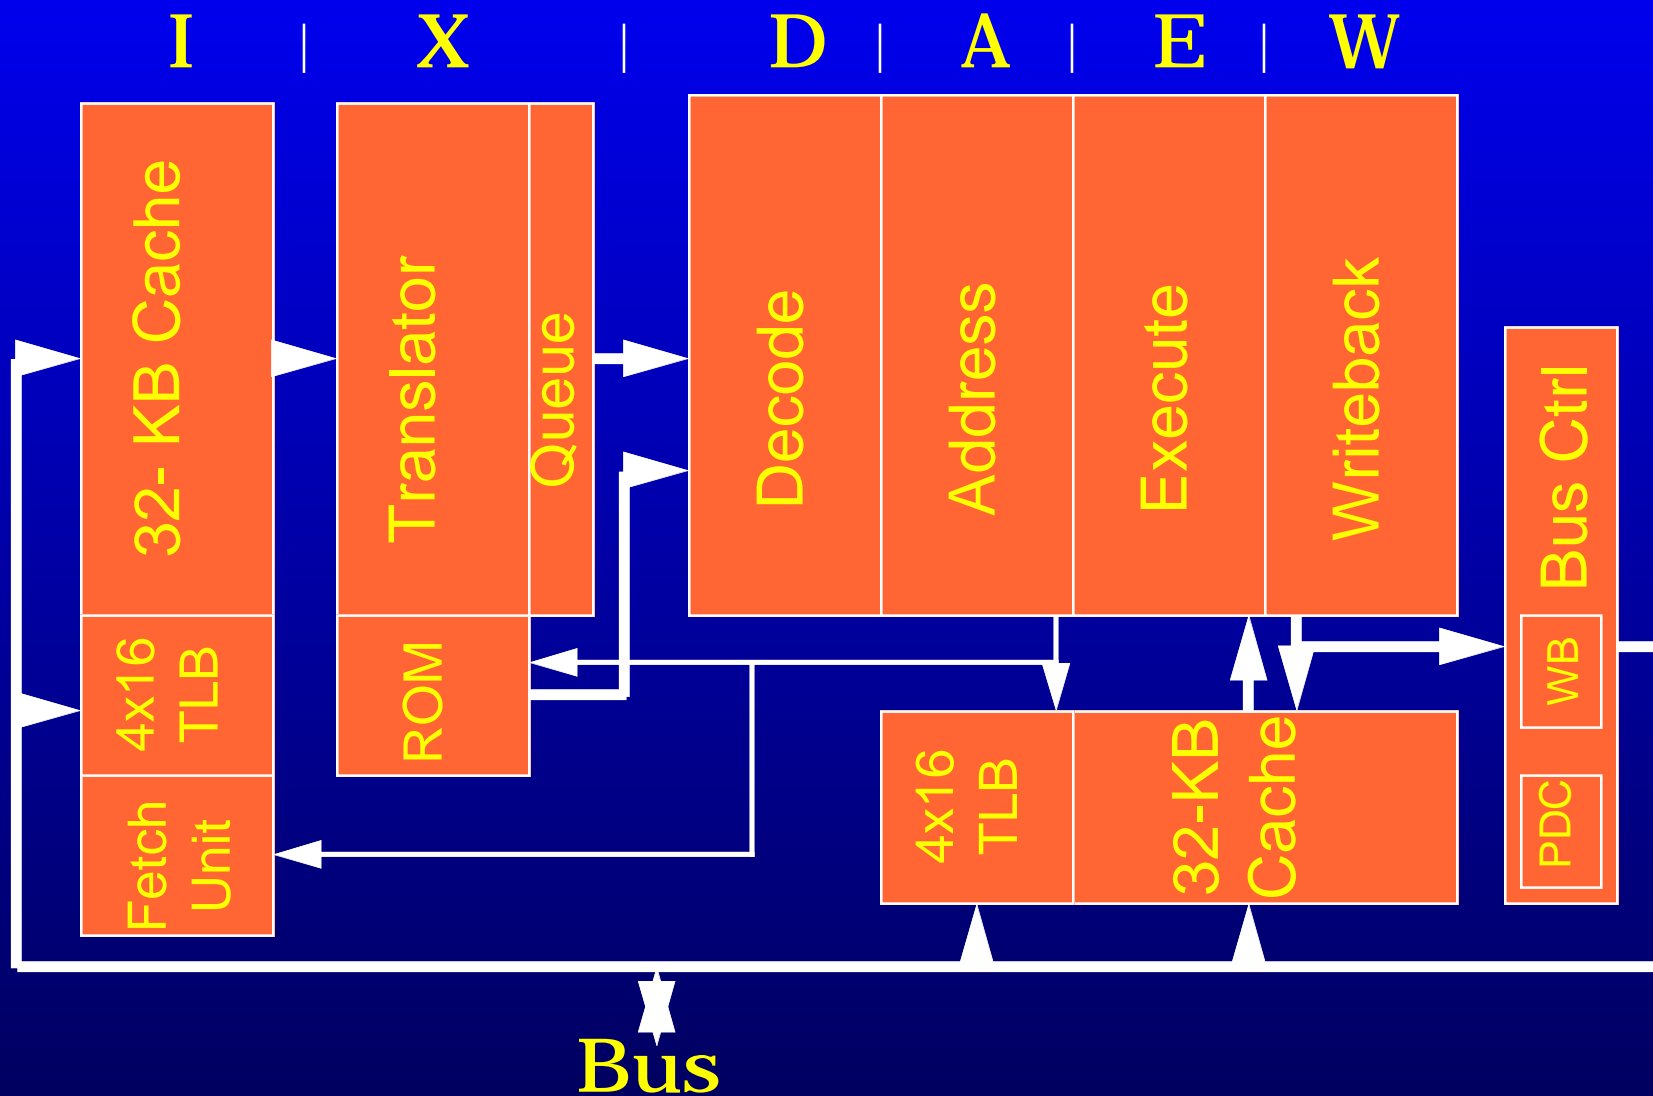 I | X | D | A | E | W
32- KB Cache
4x16
TLB
Fetch
Unit
Translator
Queue
ROM
Decode
Address
Execute
Writeback
4x16
TLB
32-KB
Cache
Bus Ctrl
WB
PDC
Bus